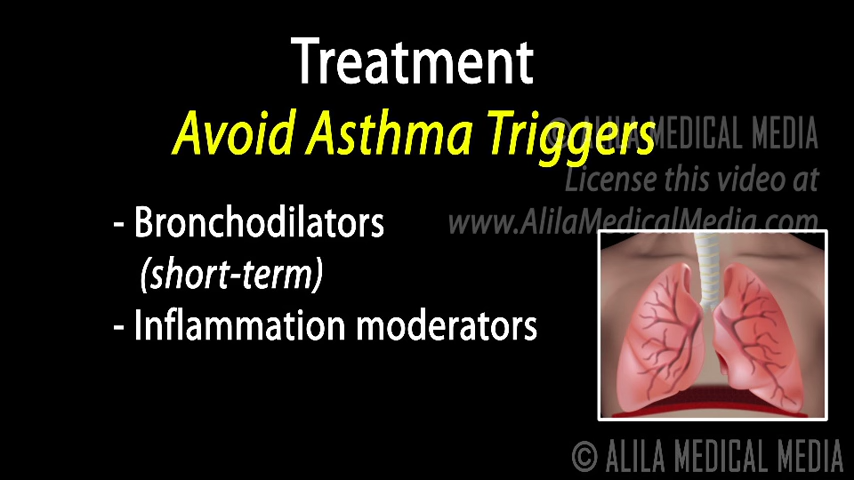 Treatment
Avoid Asthma Triggers
© ALILA MEDICAL MEDIA
License this video at
www.AlilaMedicalMedia.com
- Bronchodilators
(short-term)
- Inflammation moderators
© ALILA MEDICAL MEDIA